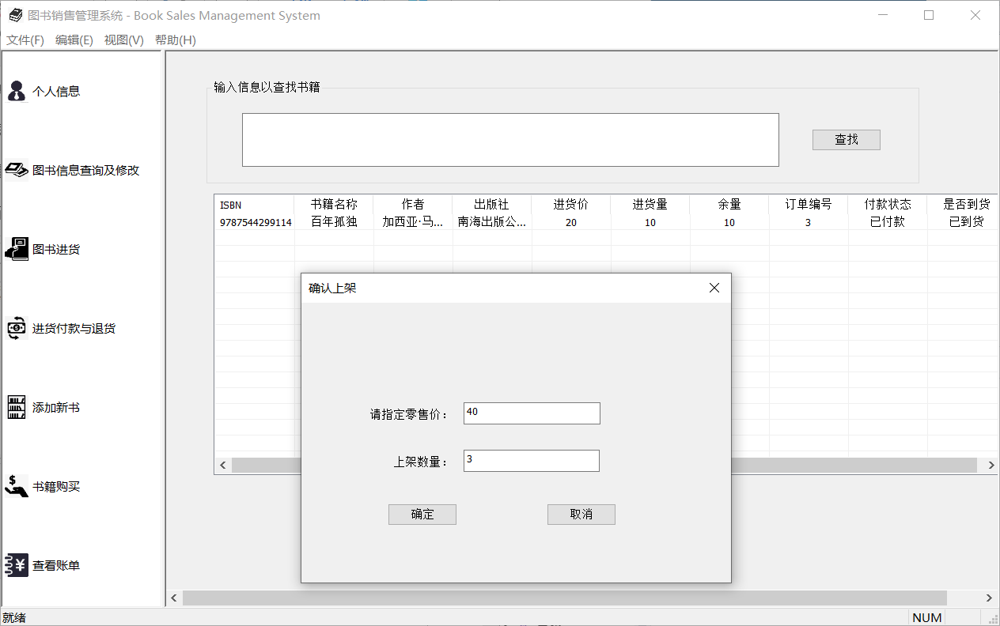 图书销售管理系统 - Book Sales Management System
文件(F) 编辑(E) 视图(V) 帮助(H)
个人信息
图书信息查询及修改
图书进货
进货付款与退货
添加新书
书籍购买
查看账单
输入信息以查找书籍
查找
ISBN 书籍名称 作者 出版社 进货价 进货量 余量 订单编号 付款状态 是否到货
9787544299114 百年孤独 加西亚·马... 南海出版公... 20 10 10 3 已付款 已到货
确认上架
请指定零售价： 40
上架数量： 3
确定 取消
就绪 NUM